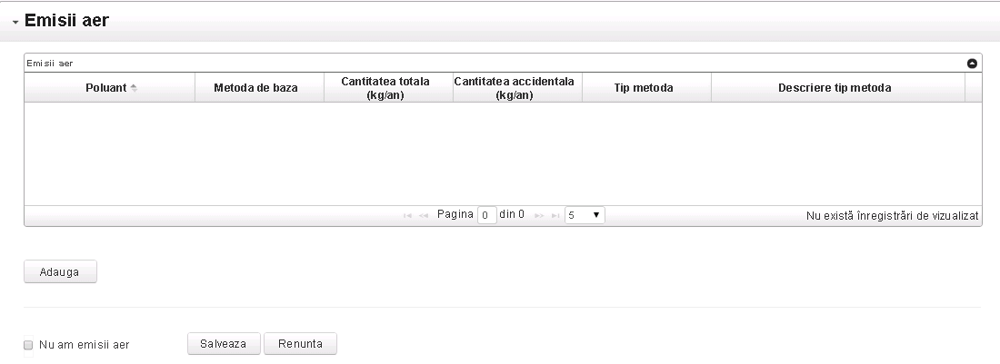 Emisii aer
Emisii aer
Poluant
Metoda de baza
Cantitatea totala
(kg/an)
Cantitatea accidentala
(kg/an)
Tip metoda
Descriere tip metoda
Pagina 0 din 0 5
Nu există înregistrări de vizualizat
Adauga
Nu am emisii aer
Salveaza
Renunta